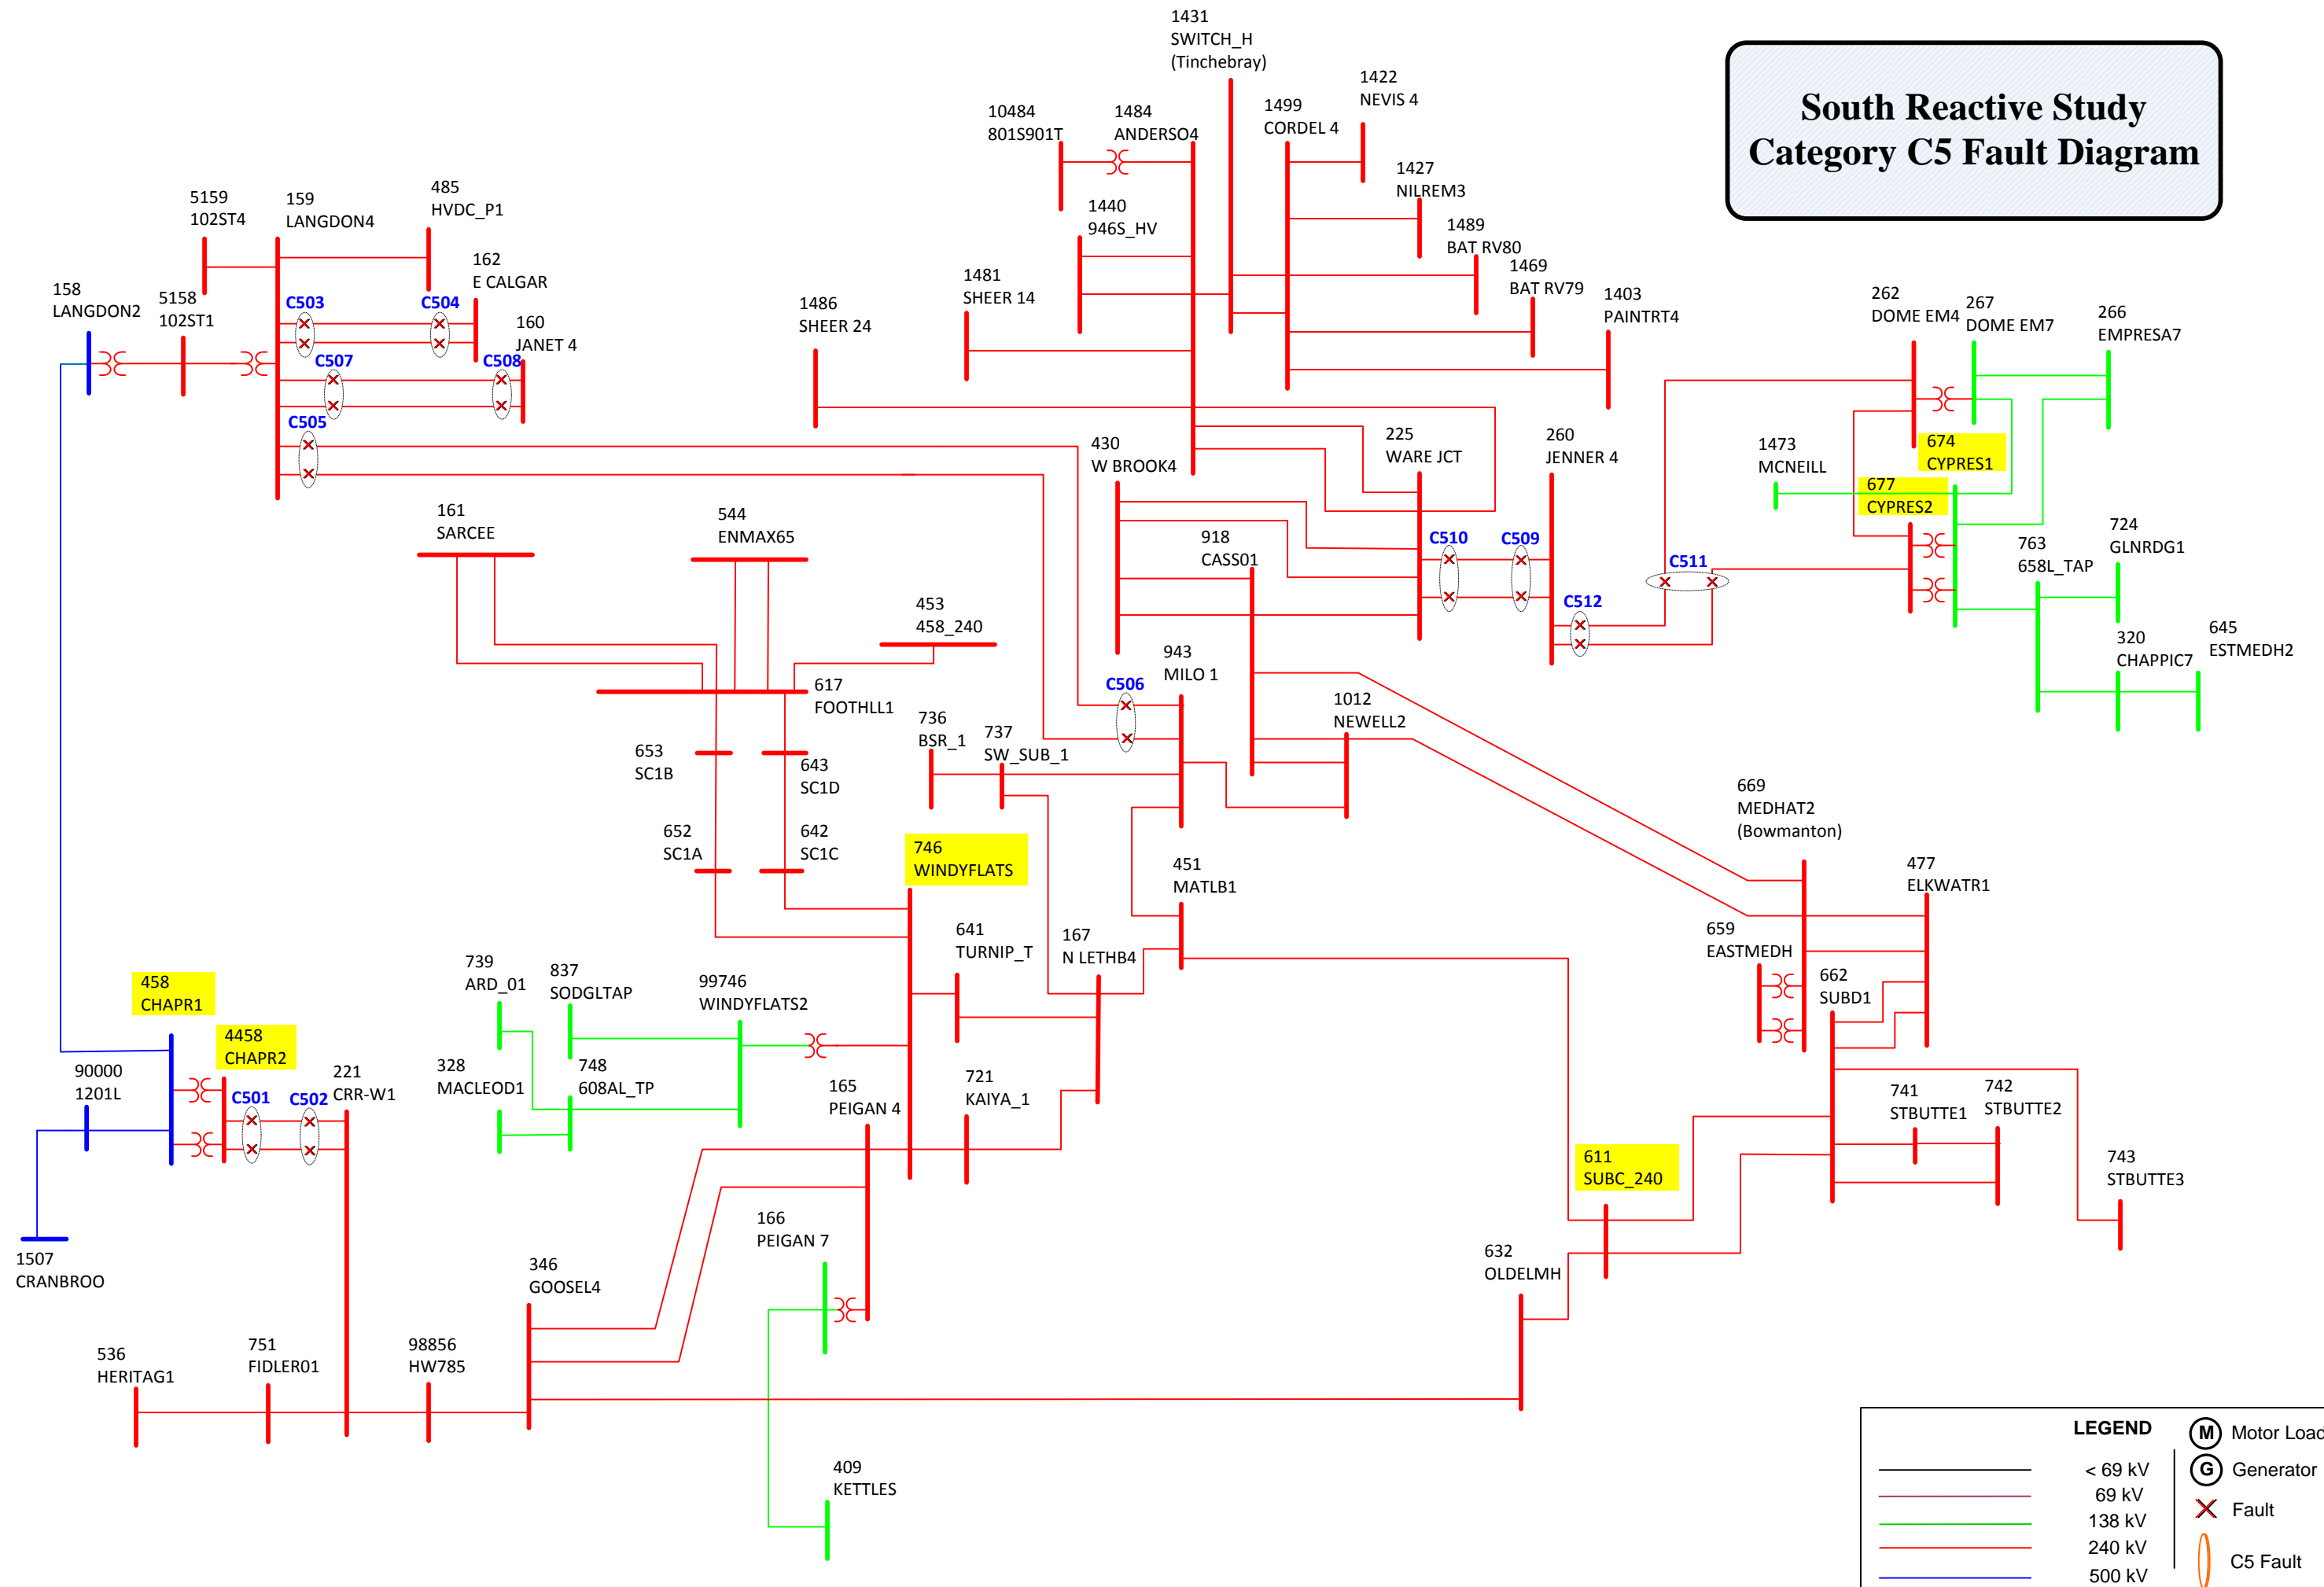 1431
SWITCH_H
(Tinchebray)
South Reactive Study
Category C5 Fault Diagram
1422
NEVIS 4
10484
801S901T
1484
ANDERSO4
1499
CORDEL 4
1427
NILREM3
5159
102ST4
159
LANGDON4
485
HVDC_P1
1440
946S_HV
1489
BAT RV80
162
E CALGAR
1481
SHEER 14
1469
BAT RV79
158
LANGDON2
5158
102ST1
C503
C504
160
JANET 4
1486
SHEER 24
1403
PAINTRT4
262
DOME EM4
267
DOME EM7
266
EMPRESA7
C507
C508
C505
430
W BROOK4
225
WARE JCT
260
JENNER 4
1473
MCNEILL
674
CYPRES1
677
CYPRES2
161
SARCEE
544
ENMAX65
918
CASS01
C510
C509
C511
763
658L_TAP
724
GLNRDG1
453
458_240
C512
943
MILO 1
320
CHAPPIC7
645
ESTMEDH2
617
FOOTHLL1
C506
1012
NEWELL2
736
BSR_1
737
SW_SUB_1
653
SC1B
643
SC1D
669
MEDHAT2
(Bowmanton)
652
SC1A
642
SC1C
746
WINDYFLATS
451
MATLB1
477
ELKWATR1
641
TURNIP_T
167
N LETHB4
659
EASTMEDH
662
SUBD1
739
ARD_01
837
SODGLTAP
99746
WINDYFLATS2
458
CHAPR1
4458
CHAPR2
90000
1201L
C501
C502
221
CRR-W1
328
MACLEOD1
748
608AL_TP
165
PEIGAN 4
721
KAIYA_1
741
STBUTTE1
742
STBUTTE2
611
SUBC_240
743
STBUTTE3
166
PEIGAN 7
1507
CRANBROO
346
GOOSEL4
632
OLDELMH
536
HERITAG1
751
FIDLER01
98856
HW785
409
KETTLES
LEGEND
M Motor Load
< 69 kV
G Generator
69 kV
Fault
138 kV
240 kV
C5 Fault
500 kV